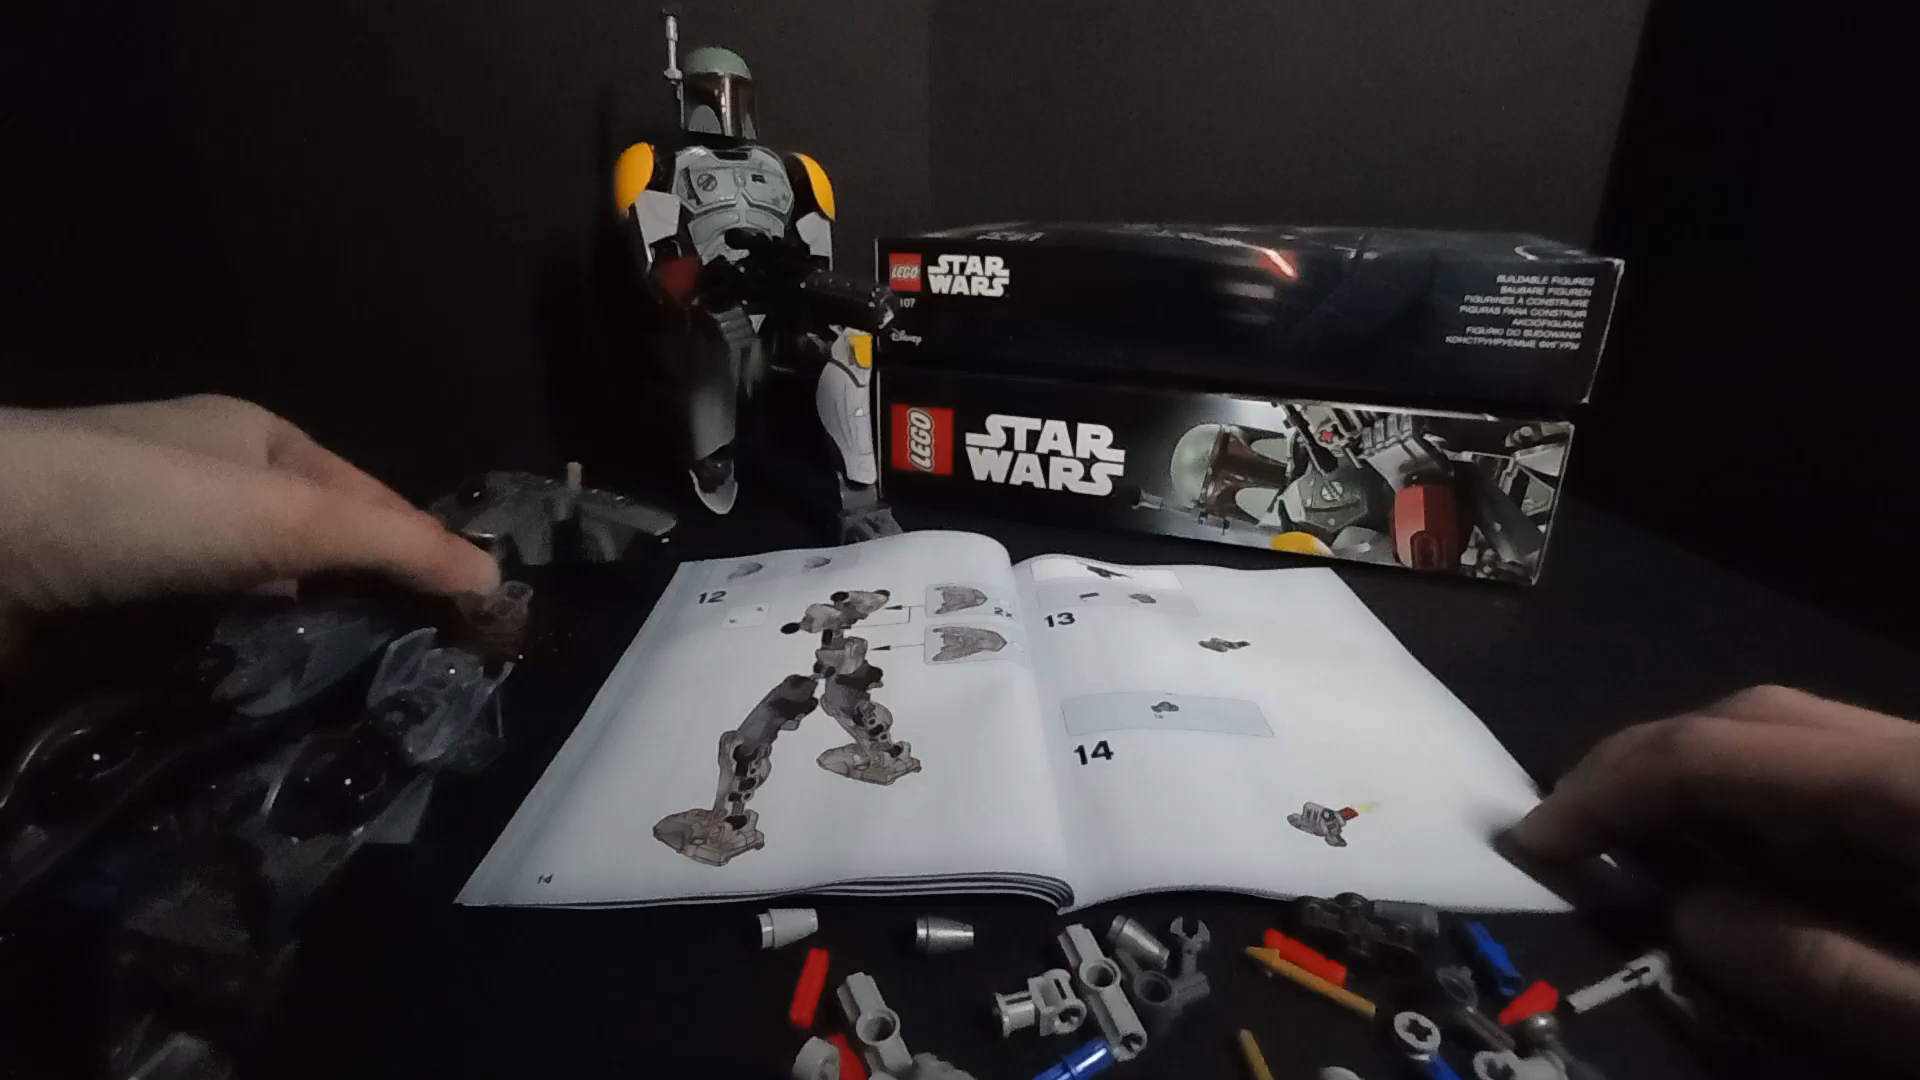 LEGO
STAR
WARS
107
Disney
BUILDABLE FIGURES
BAUBARE FIGUREN
FIGURINES À CONSTRUIRE
FIGURAS PARA CONSTRUIR
AKCIÓFIGURÁK
FIGURKI DO BUDOWANIA
КОНСТРУИРУЕМЫЕ ФИГУРЫ
LEGO
STAR
WARS
12
2x
14
13
1x
14